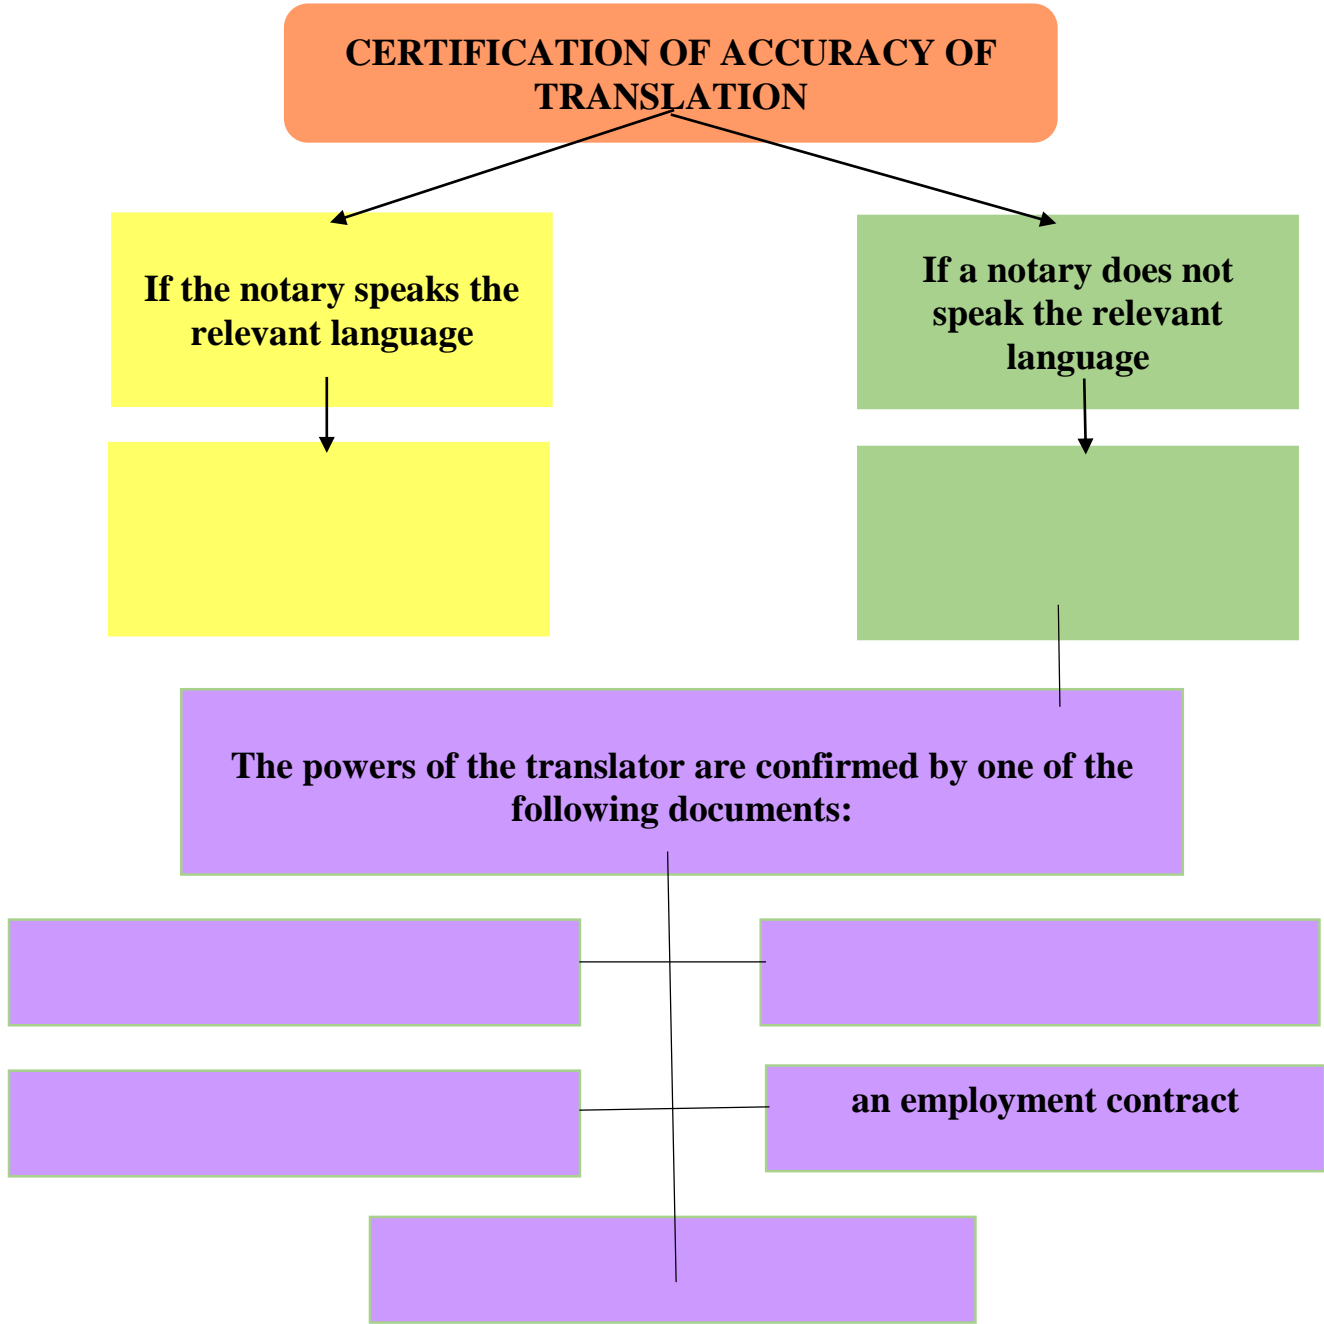 CERTIFICATION OF ACCURACY OF
TRANSLATION
If the notary speaks the
relevant language
If a notary does not
speak the relevant
language
The powers of the translator are confirmed by one of the
following documents:
an employment contract